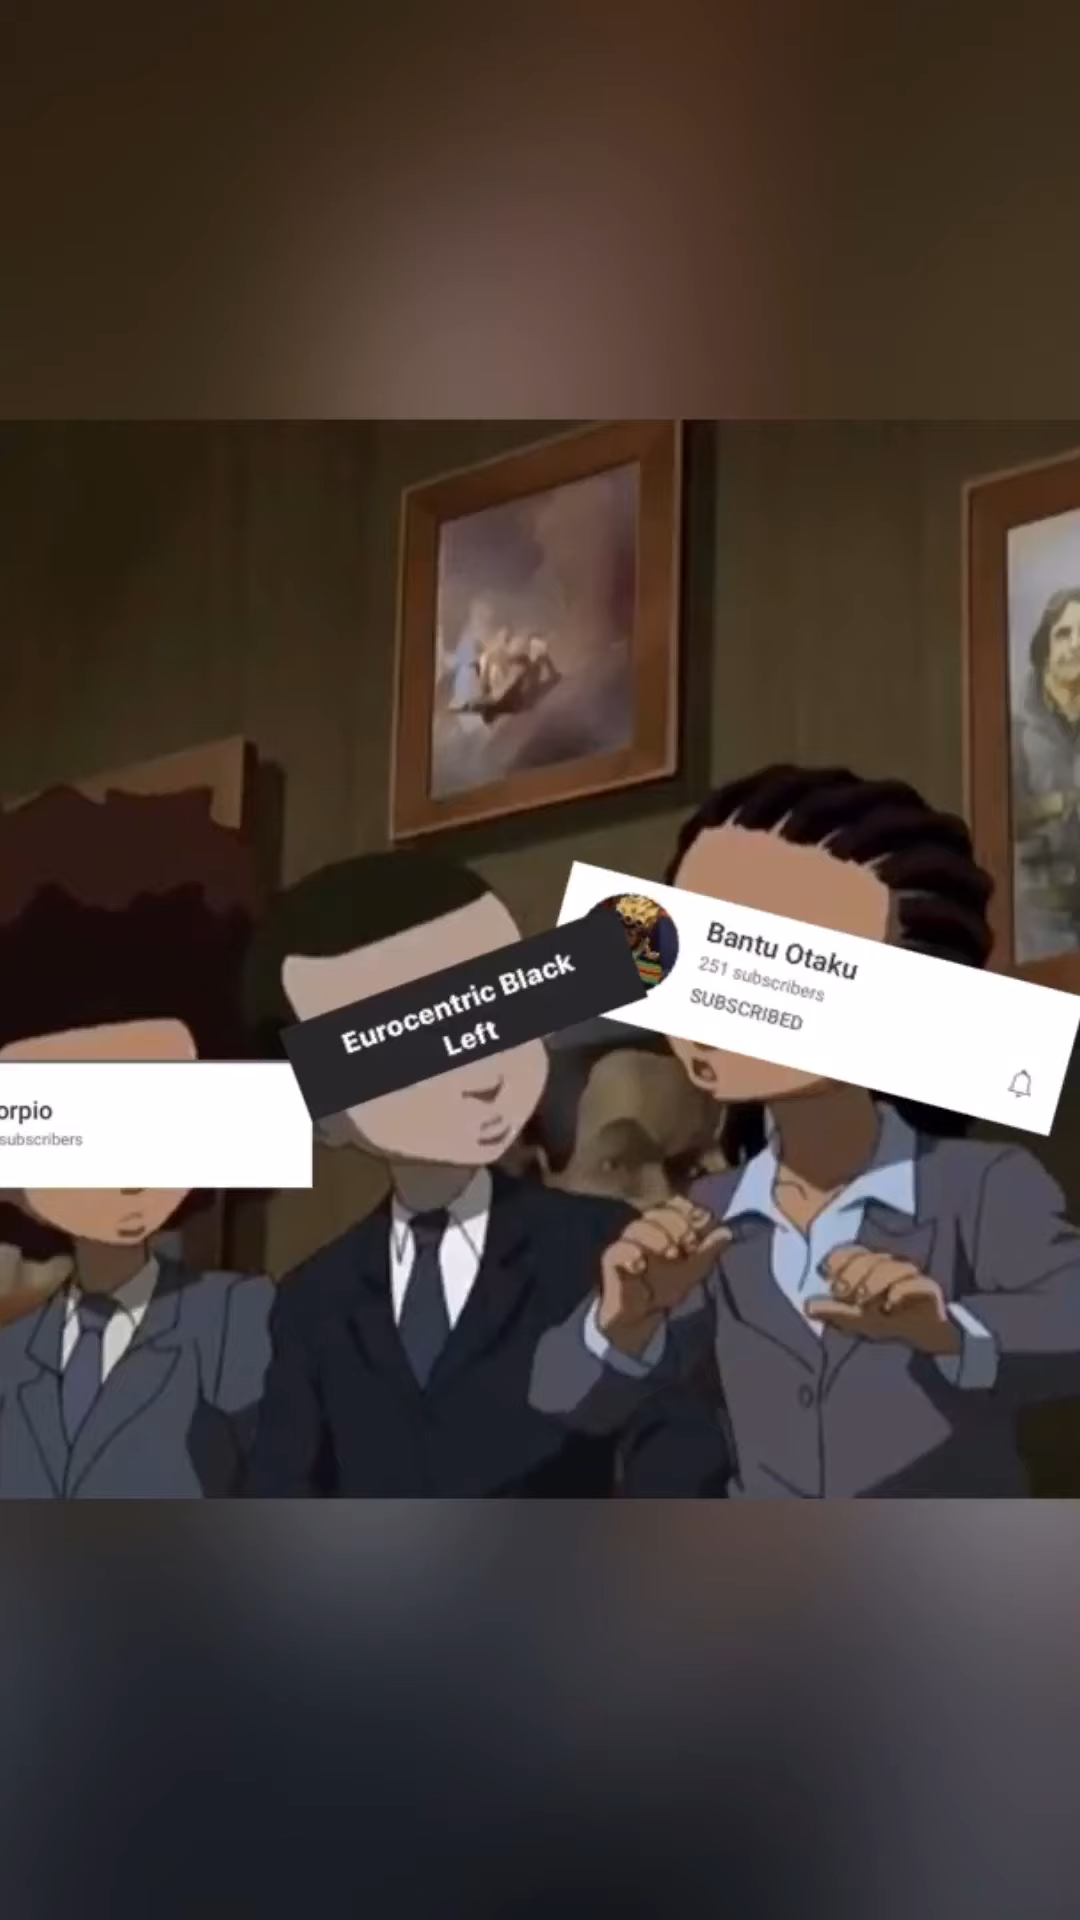 Bantu Otaku
251 subscribers
SUBSCRIBED
Eurocentric Black
Left
orpio
subscribers